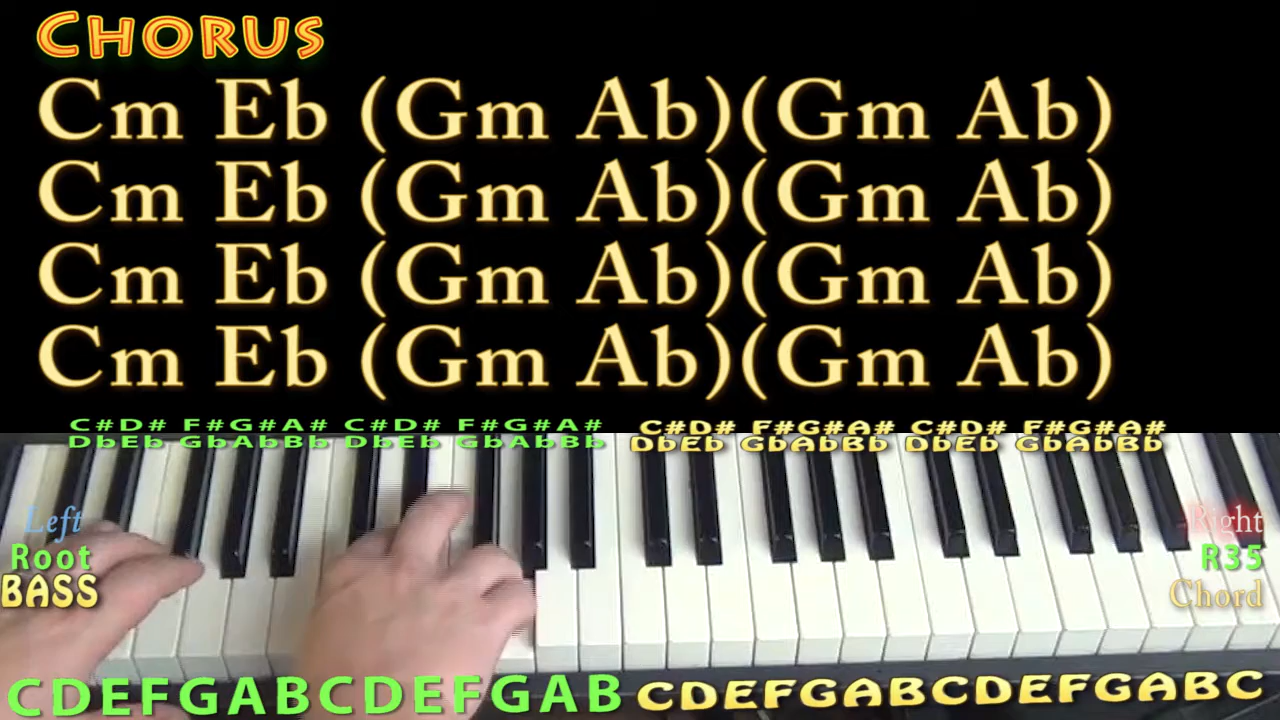 CHORUS
Cm Eb (Gm Ab)(Gm Ab)
Cm Eb (Gm Ab)(Gm Ab)
Cm Eb (Gm Ab)(Gm Ab)
Cm Eb (Gm Ab)(Gm Ab)
C#D# F#G#A# C#D# F#G#A# C#D# F#G#A# C#D# F#G#A#
DbEb GbAbBb DbEb GbAbBb DbEb GbAbBb DbEb GbAbBb
Left
Root
BASS
Right
R35
Chord
CDEFGABCDEFGAB CDEFGABCDEFGABC